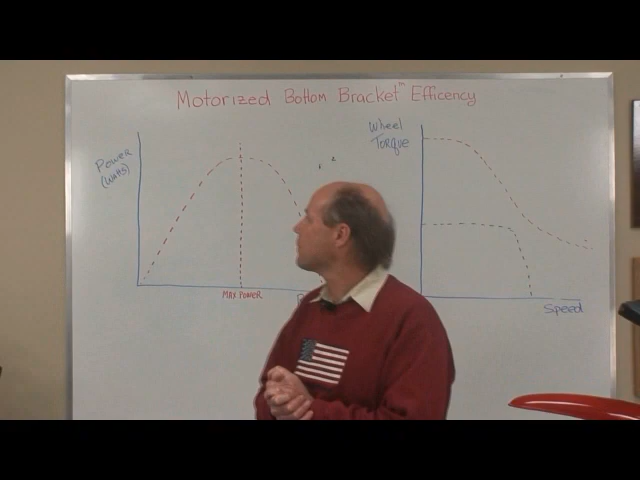 Motorized Bottom Bracket™ Efficency
Power
(Watts)
MAX POWER
Wheel
Torque
Speed